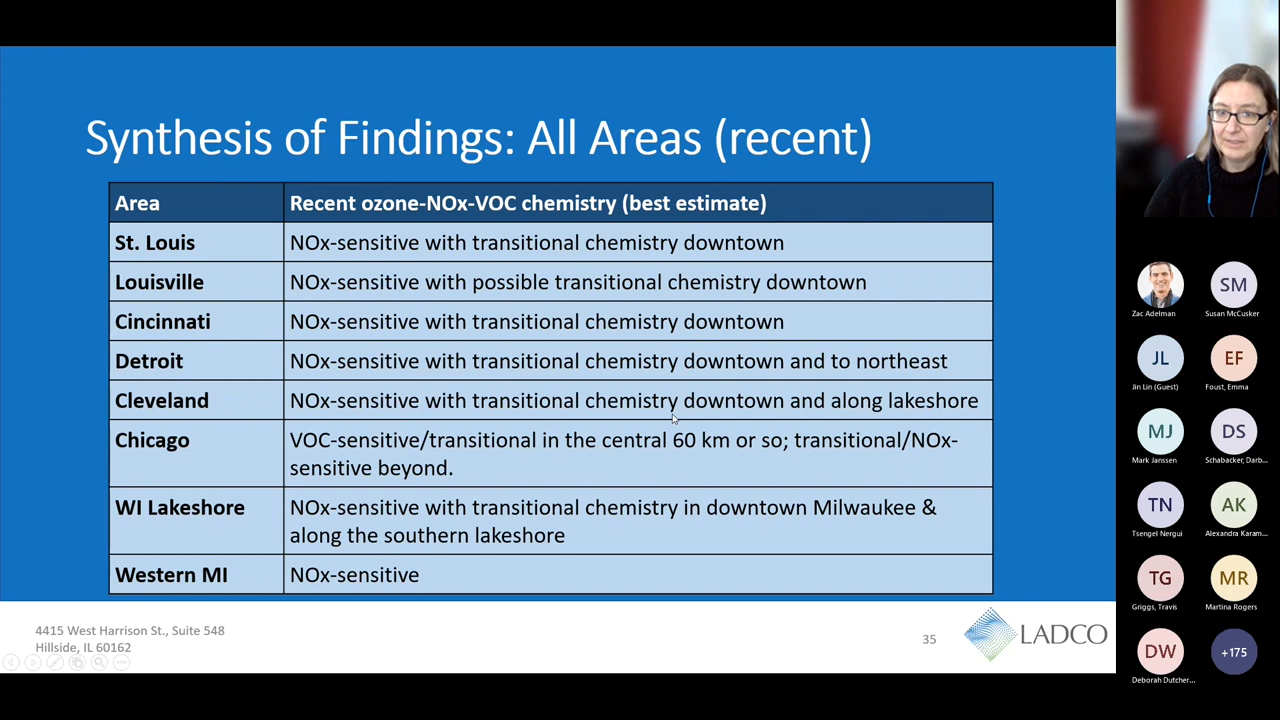 Synthesis of Findings: All Areas (recent)
Area
Recent ozone-NOx-VOC chemistry (best estimate)
St. Louis
NOx-sensitive with transitional chemistry downtown
Louisville
NOx-sensitive with possible transitional chemistry downtown
Cincinnati
NOx-sensitive with transitional chemistry downtown
Detroit
NOx-sensitive with transitional chemistry downtown and to northeast
Cleveland
NOx-sensitive with transitional chemistry downtown and along lakeshore
Chicago
VOC-sensitive/transitional in the central 60 km or so; transitional/NOx-
sensitive beyond.
WI Lakeshore
NOx-sensitive with transitional chemistry in downtown Milwaukee &
along the southern lakeshore
Western MI
NOx-sensitive
4415 West Harrison St., Suite 548
Hillside, IL 60162
35
LADCO
Zac Adelman
SM
Susan McCusker
JL
Jin Lin (Guest)
EF
Foust, Emma
MJ
Mark Janssen
DS
Schabacker, Darb...
TN
Tsengel Nergui
AK
Alexandra Karam...
TG
Griggs, Travis
MR
Martina Rogers
DW
Deborah Dutcher...
+175